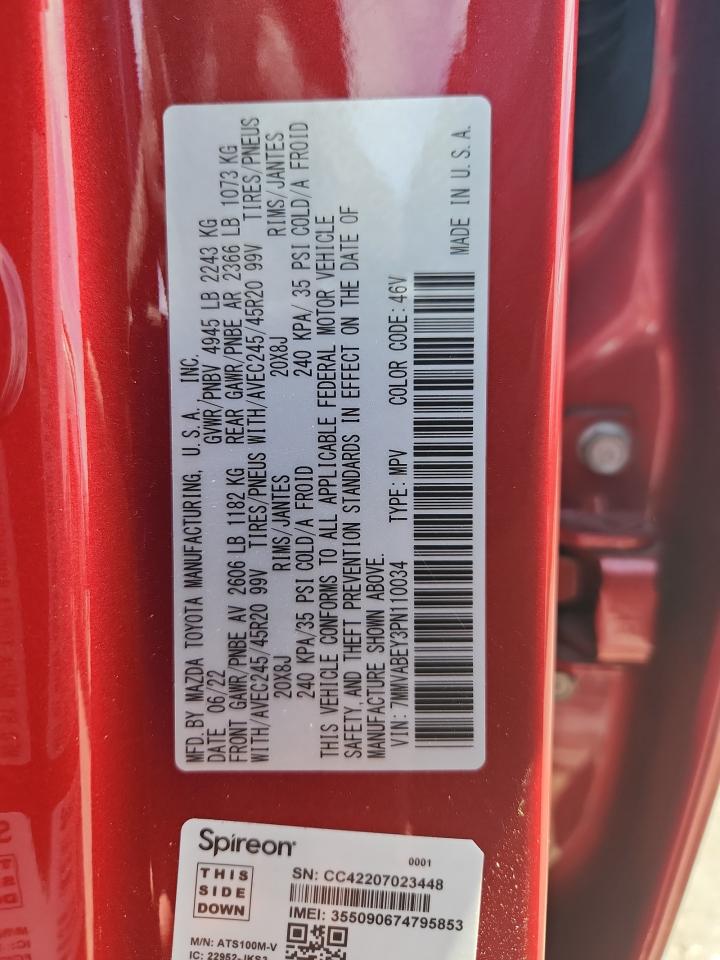 MFD. BY MAZDA TOYOTA MANUFACTURING, U.S.A., INC.
DATE 06/22 GVWR/PNBV 4945 LB 2243 KG
FRONT GAWR/PNBE AV 2606 LB 1182 KG REAR GAWR/PNBE AR 2366 LB 1073 KG
WITH/AVEC245/45R20 99V TIRES/PNEUS WITH/AVEC245/45R20 99V TIRES/PNEUS
20X8J RIMS/JANTES 20X8J RIMS/JANTES
240 KPA/35 PSI COLD/A FROID 240 KPA/ 35 PSI COLD/A FROID
THIS VEHICLE CONFORMS TO ALL APPLICABLE FEDERAL MOTOR VEHICLE
SAFETY, AND THEFT PREVENTION STANDARDS IN EFFECT ON THE DATE OF
MANUFACTURE SHOWN ABOVE.
VIN: 7MMVABEY3PN110034 TYPE: MPV COLOR CODE: 46V
MADE IN U.S.A.
Spireon
0001
THIS
SIDE
DOWN
SN: CC42207023448
IMEI: 355090674795853
M/N: ATS100M-V
IC: 22952-JKS3